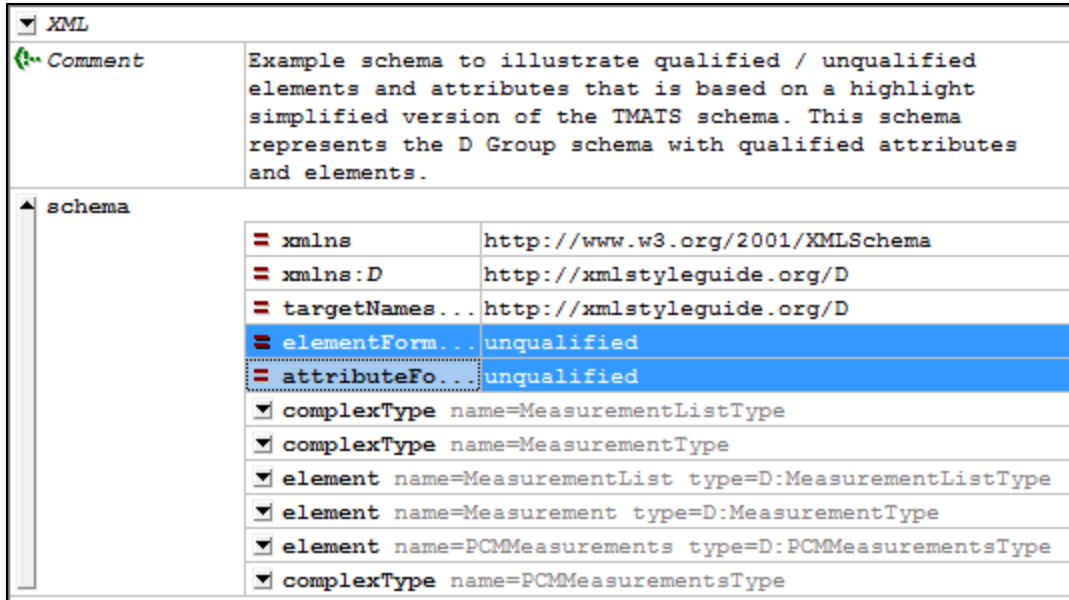 XML
Comment Example schema to illustrate qualified / unqualified
elements and attributes that is based on a highlight
simplified version of the TMATS schema. This schema
represents the D Group schema with qualified attributes
and elements.
schema
xmlns http://www.w3.org/2001/XMLSchema
xmlns:D http://xmlstyleguide.org/D
targetNames... http://xmlstyleguide.org/D
elementForm... unqualified
attributeFo... unqualified
complexType name=MeasurementListType
complexType name=MeasurementType
element name=MeasurementList type=D:MeasurementListType
element name=Measurement type=D:MeasurementType
element name=PCMMeasurements type=D:PCMMeasurementsType
complexType name=PCMMeasurementsType